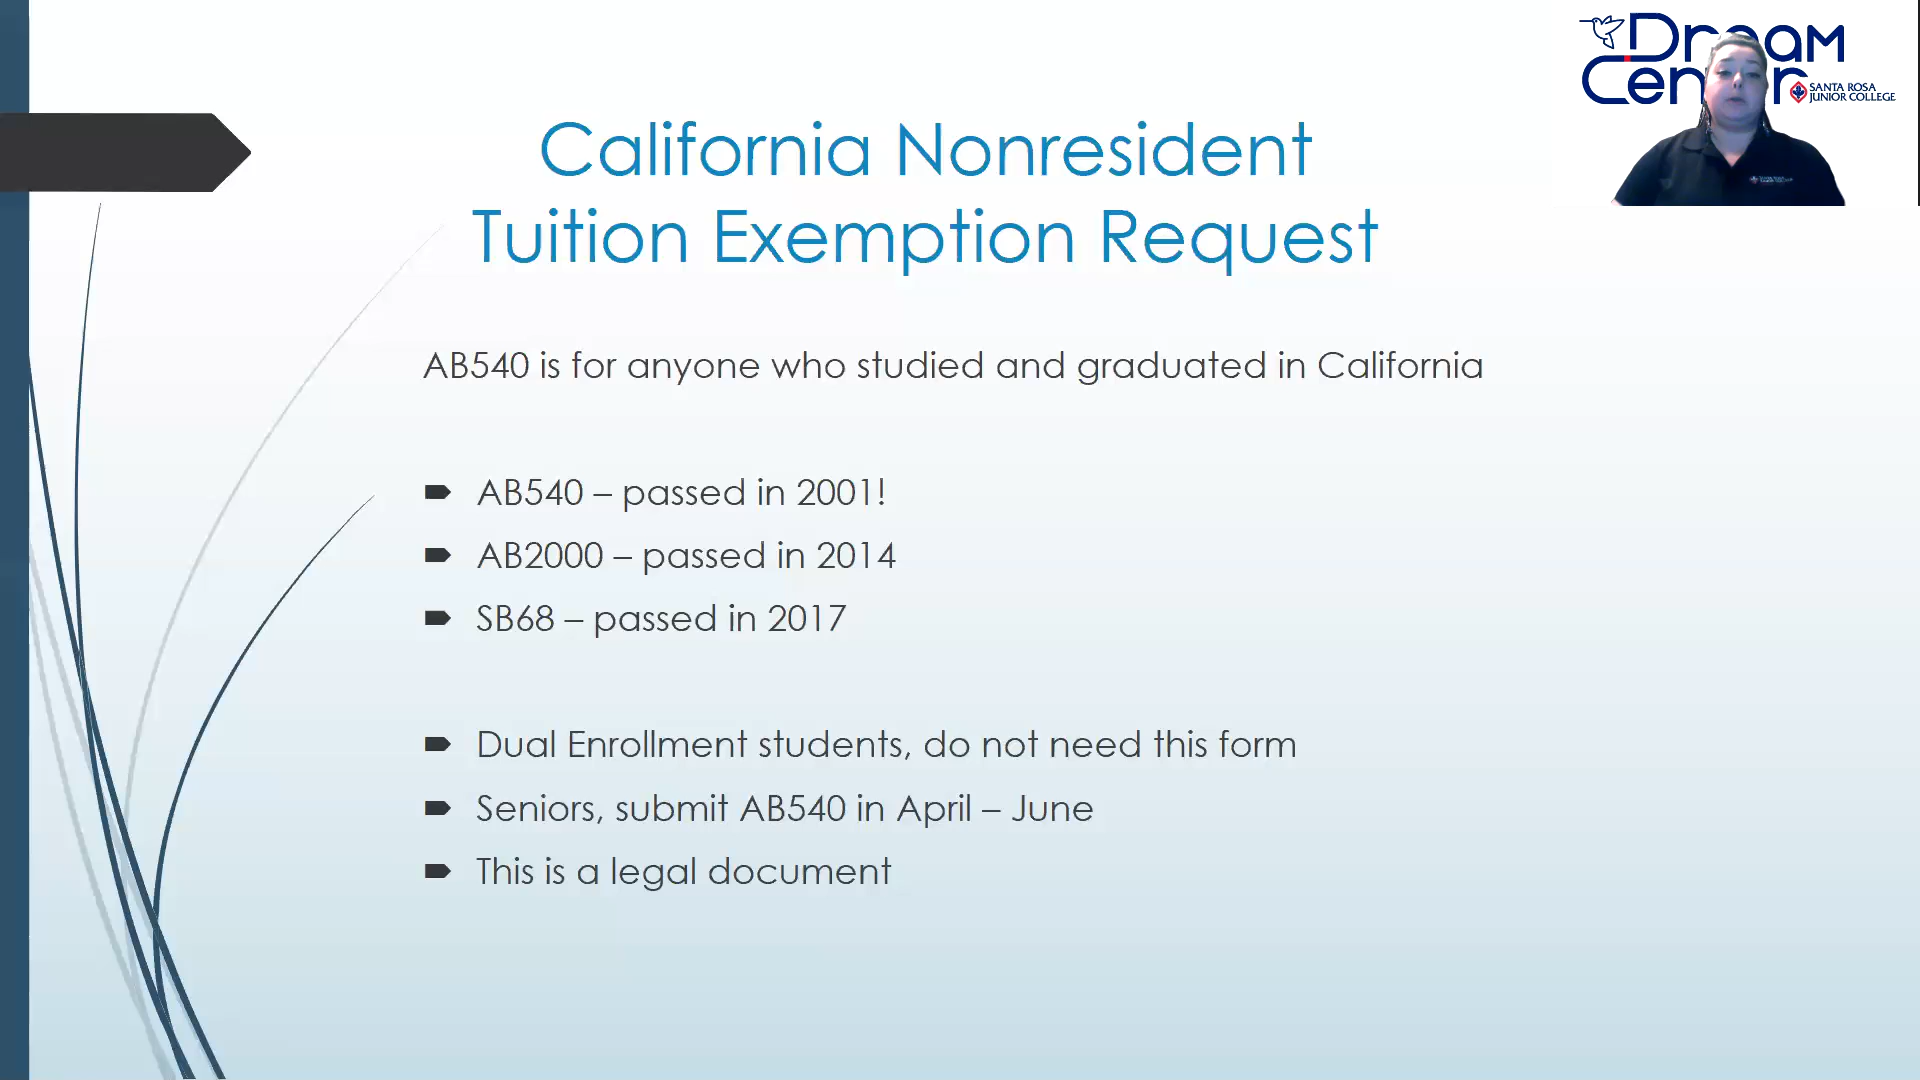 Dream
Center
SANTA ROSA
JUNIOR COLLEGE
California Nonresident
Tuition Exemption Request
AB540 is for anyone who studied and graduated in California
AB540 – passed in 2001!
AB2000 – passed in 2014
SB68 – passed in 2017
Dual Enrollment students, do not need this form
Seniors, submit AB540 in April – June
This is a legal document